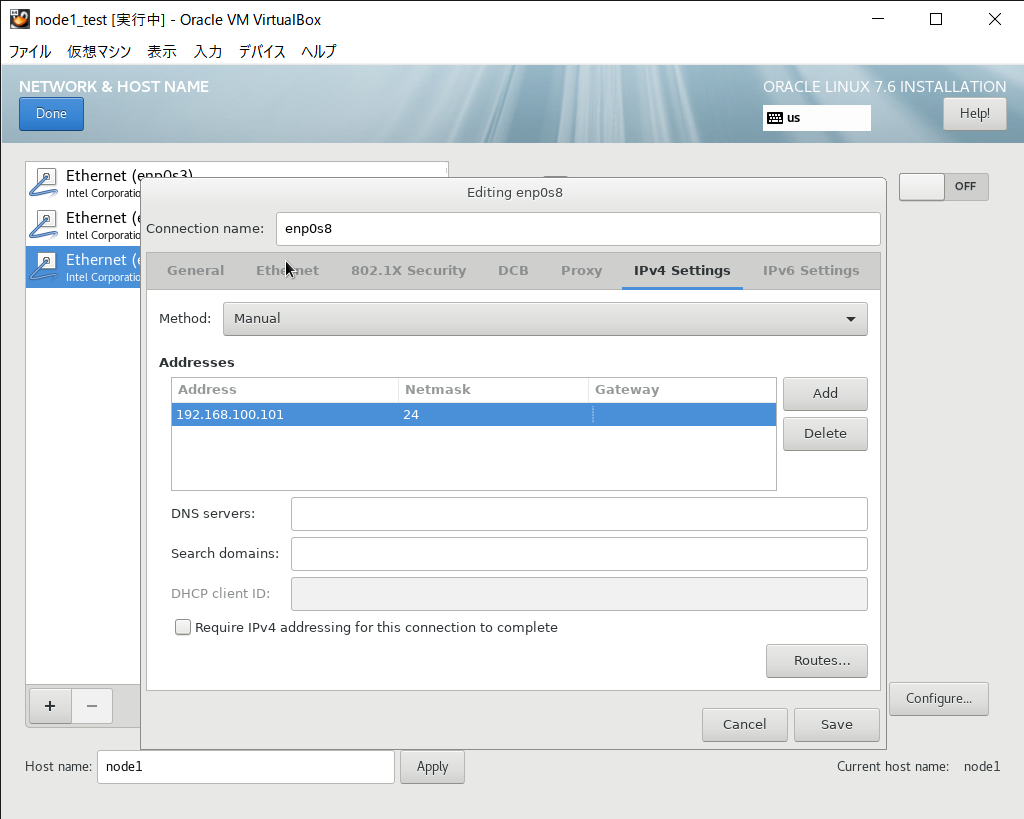 node1_test [実行中] - Oracle VM VirtualBox
ファイル 仮想マシン 表示 入力 デバイス ヘルプ
NETWORK & HOST NAME
ORACLE LINUX 7.6 INSTALLATION
Done
us
Help!
Ethernet (enp0s3)
Intel Corporatio
Ethernet (e
Intel Corporatio
Ethernet (e
Intel Corporatio
OFF
Editing enp0s8
Connection name: enp0s8
General Ethernet 802.1X Security DCB Proxy IPv4 Settings IPv6 Settings
Method: Manual
Addresses
Address Netmask Gateway
192.168.100.101 24
Add
Delete
DNS servers:
Search domains:
DHCP client ID:
Require IPv4 addressing for this connection to complete
Routes...
+ −
Configure...
Cancel Save
Host name: node1 Apply
Current host name: node1